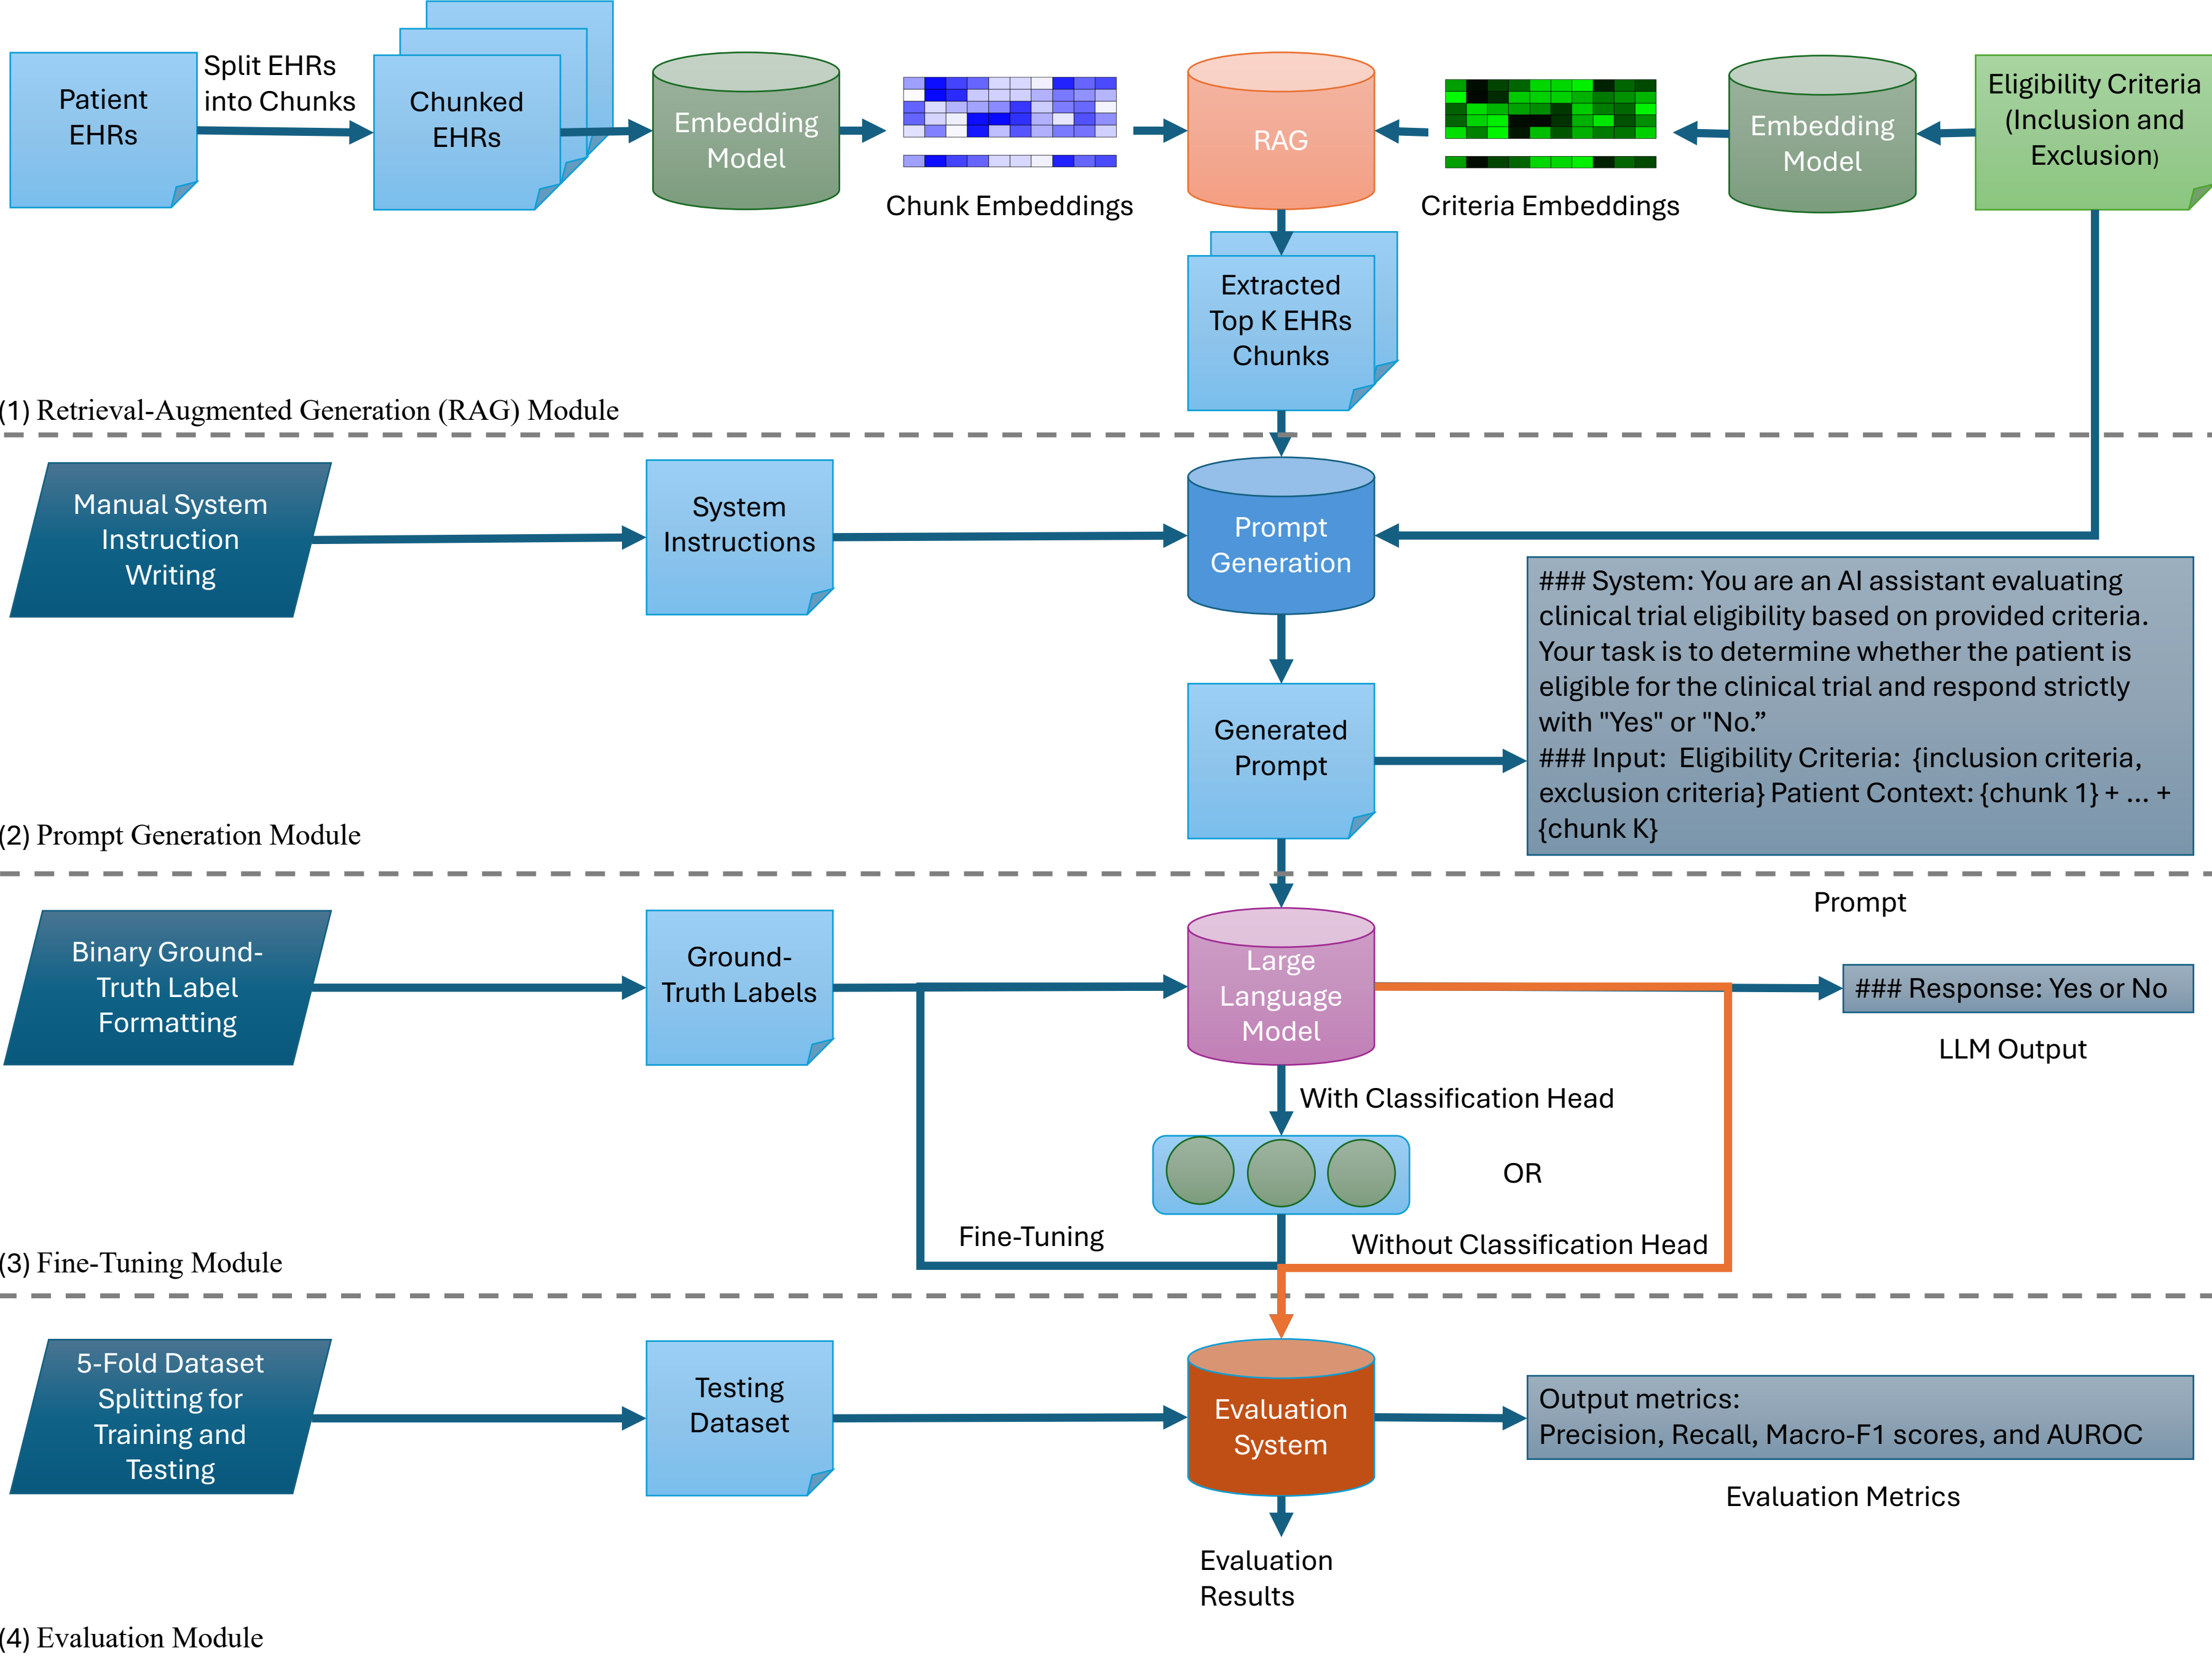 Patient
EHRs
Split EHRs
into Chunks
Chunked
EHRs
Embedding
Model
Chunk Embeddings
RAG
Criteria Embeddings
Embedding
Model
Eligibility Criteria
(Inclusion and
Exclusion)
Extracted
Top K EHRs
Chunks
(1) Retrieval-Augmented Generation (RAG) Module
Manual System
Instruction
Writing
System
Instructions
Prompt
Generation
Generated
Prompt
### System: You are an AI assistant evaluating
clinical trial eligibility based on provided criteria.
Your task is to determine whether the patient is
eligible for the clinical trial and respond strictly
with "Yes" or "No.”
### Input:  Eligibility Criteria:  {inclusion criteria,
exclusion criteria} Patient Context: {chunk 1} + ... +
{chunk K}
Prompt
(2) Prompt Generation Module
Binary Ground-
Truth Label
Formatting
Ground-
Truth Labels
Large
Language
Model
### Response: Yes or No
LLM Output
With Classification Head
OR
Fine-Tuning
Without Classification Head
(3) Fine-Tuning Module
5-Fold Dataset
Splitting for
Training and
Testing
Testing
Dataset
Evaluation
System
Output metrics:
Precision, Recall, Macro-F1 scores, and AUROC
Evaluation Metrics
Evaluation
Results
(4) Evaluation Module